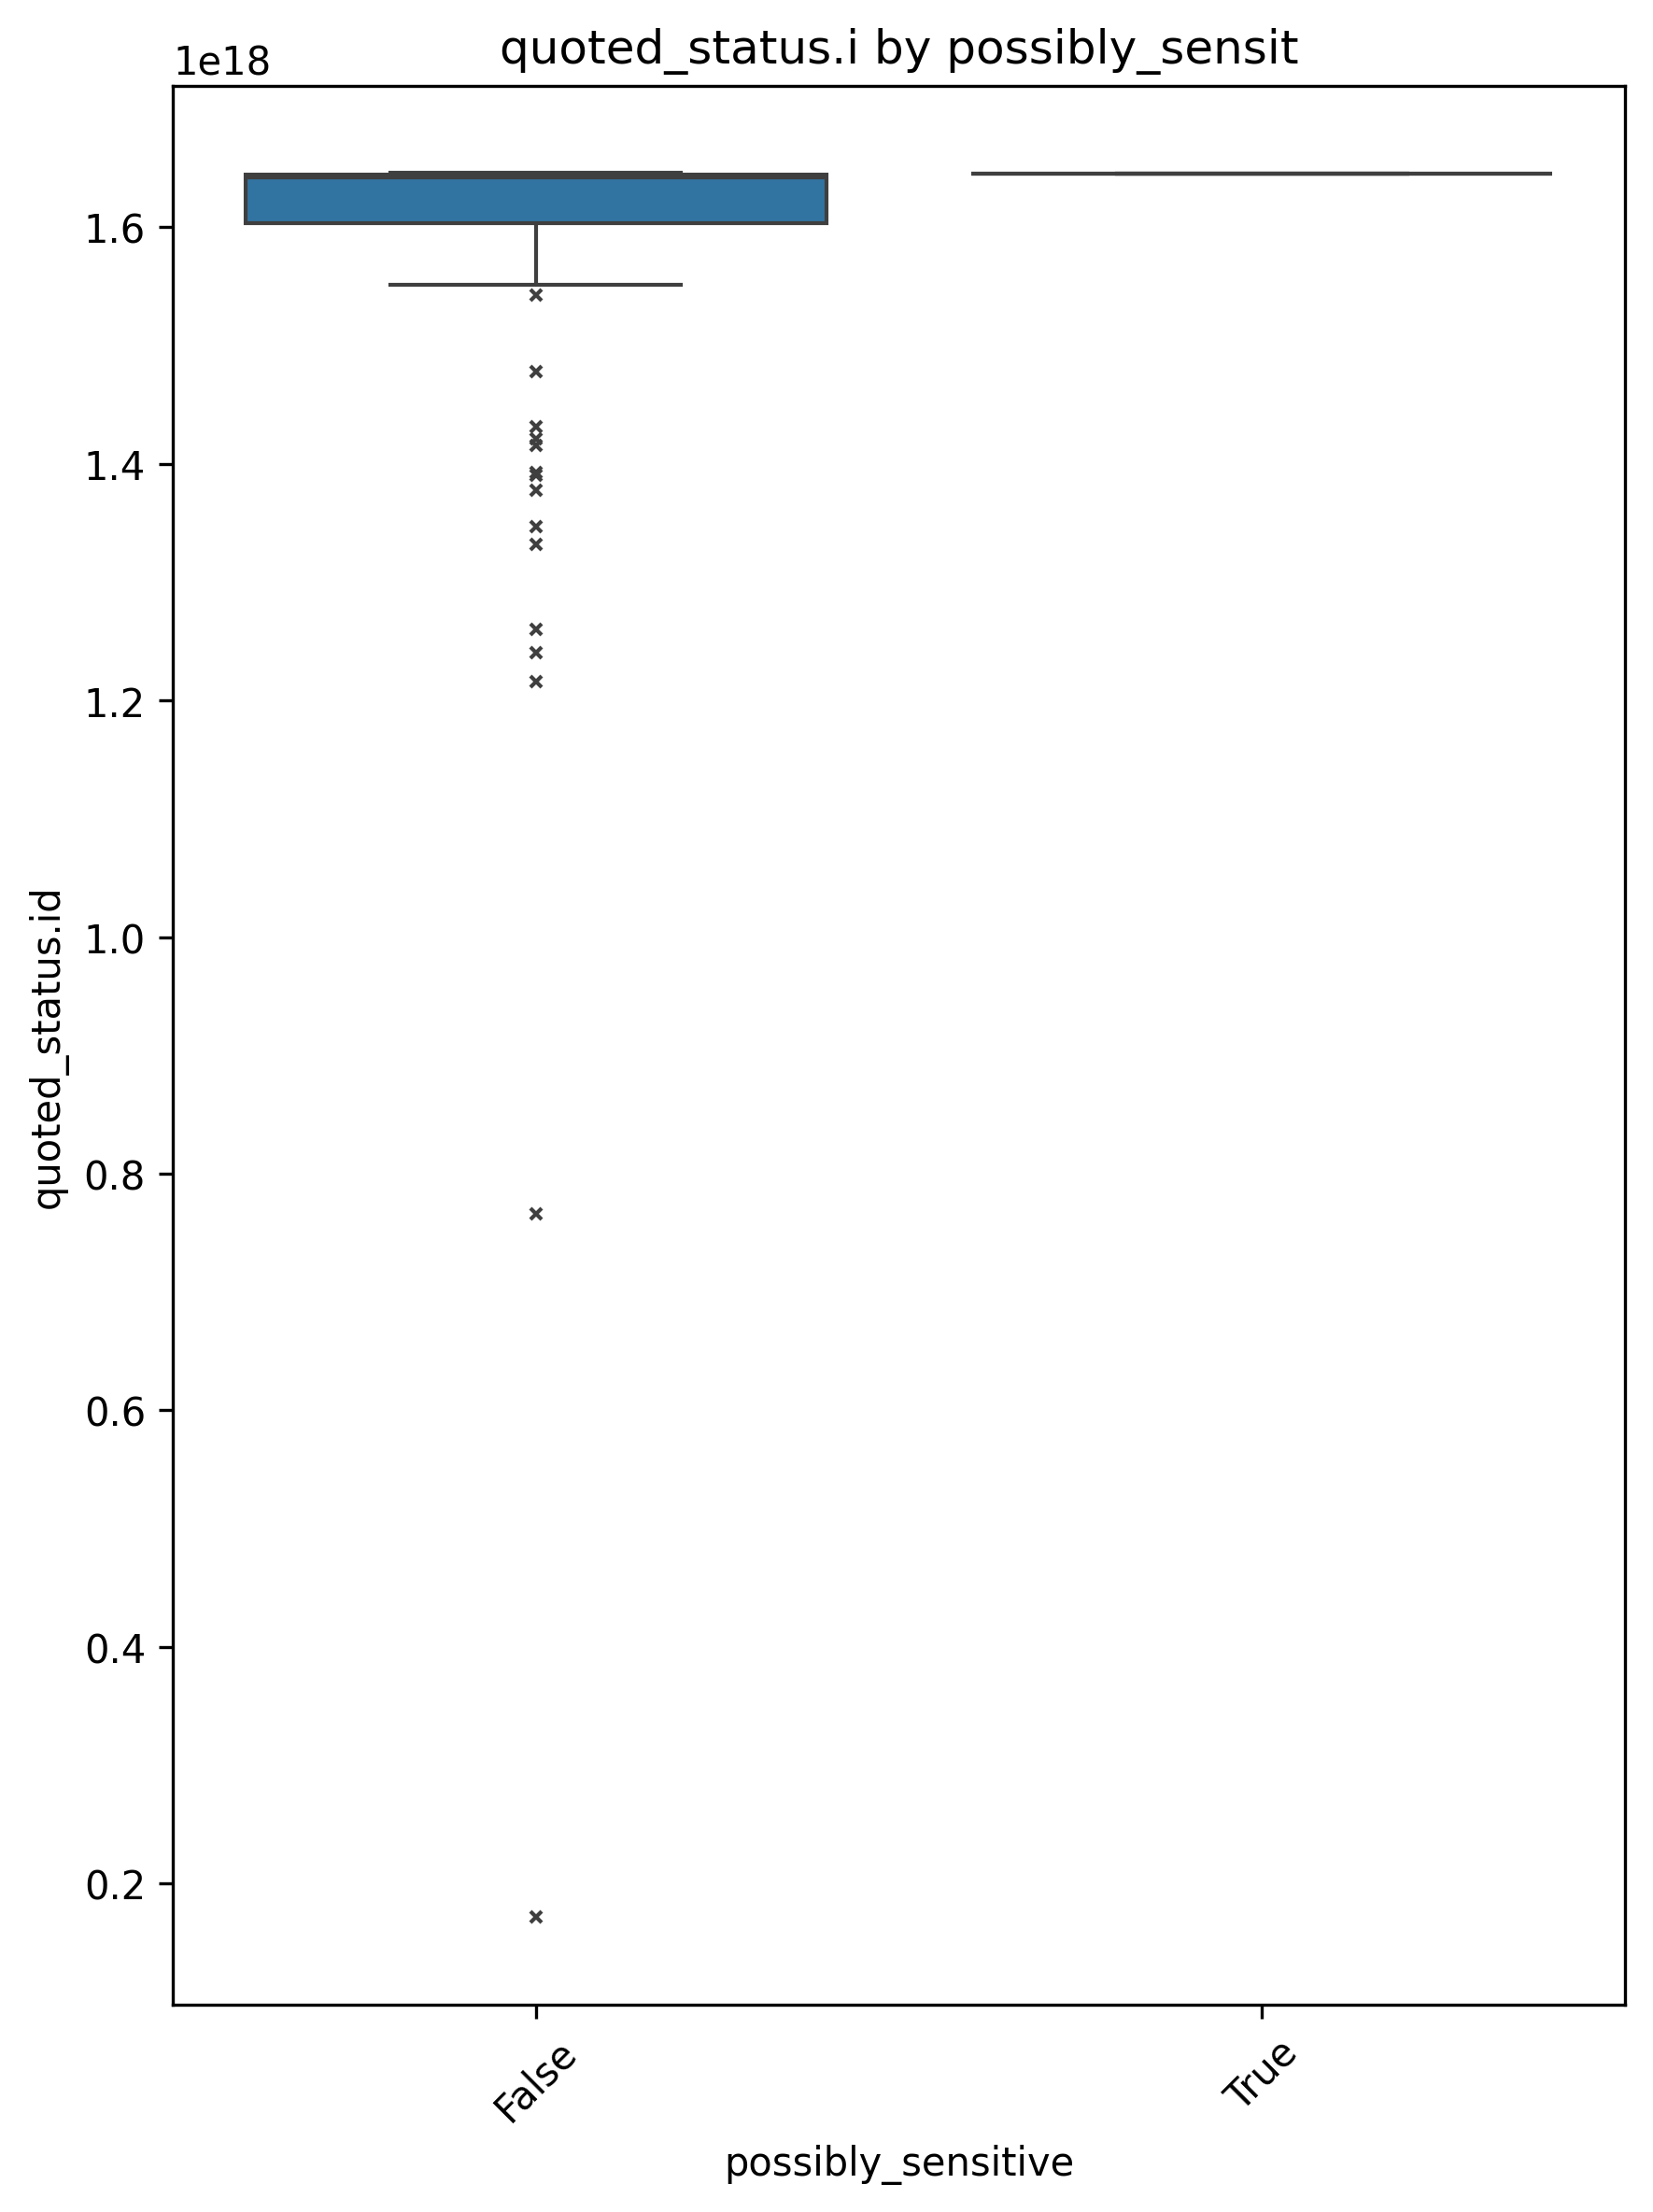 quoted_status.i by possibly_sensit
1e18
1.6
1.4
1.2
1.0
0.8
0.6
0.4
0.2
quoted_status.id
False
True
possibly_sensitive